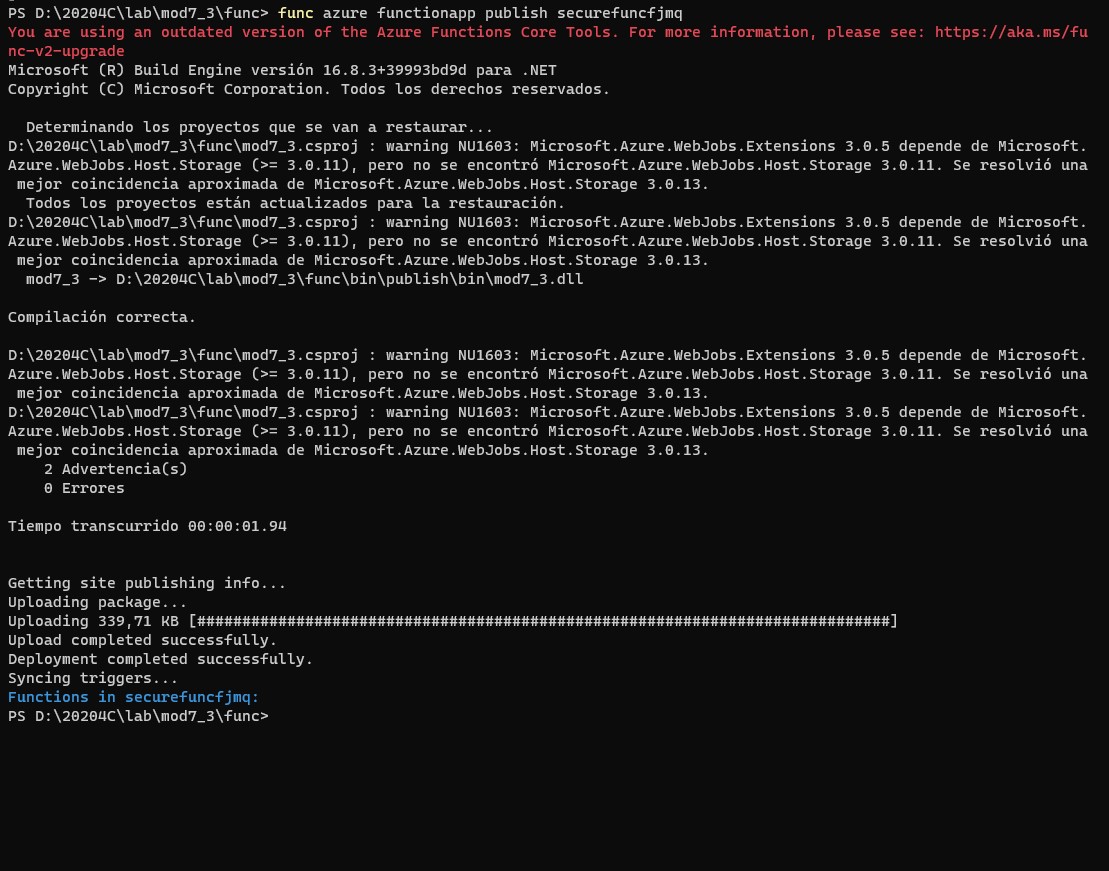 PS D:\20204C\lab\mod7_3\func> func azure functionapp publish securefuncfjmq
You are using an outdated version of the Azure Functions Core Tools. For more information, please see: https://aka.ms/fu
nc-v2-upgrade
Microsoft (R) Build Engine versión 16.8.3+39993bd9d para .NET
Copyright (C) Microsoft Corporation. Todos los derechos reservados.
  Determinando los proyectos que se van a restaurar...
D:\20204C\lab\mod7_3\func\mod7_3.csproj : warning NU1603: Microsoft.Azure.WebJobs.Extensions 3.0.5 depende de Microsoft.
Azure.WebJobs.Host.Storage (>= 3.0.11), pero no se encontró Microsoft.Azure.WebJobs.Host.Storage 3.0.11. Se resolvió una
 mejor coincidencia aproximada de Microsoft.Azure.WebJobs.Host.Storage 3.0.13.
  Todos los proyectos están actualizados para la restauración.
D:\20204C\lab\mod7_3\func\mod7_3.csproj : warning NU1603: Microsoft.Azure.WebJobs.Extensions 3.0.5 depende de Microsoft.
Azure.WebJobs.Host.Storage (>= 3.0.11), pero no se encontró Microsoft.Azure.WebJobs.Host.Storage 3.0.11. Se resolvió una
 mejor coincidencia aproximada de Microsoft.Azure.WebJobs.Host.Storage 3.0.13.
  mod7_3 -> D:\20204C\lab\mod7_3\func\bin\publish\bin\mod7_3.dll
Compilación correcta.
D:\20204C\lab\mod7_3\func\mod7_3.csproj : warning NU1603: Microsoft.Azure.WebJobs.Extensions 3.0.5 depende de Microsoft.
Azure.WebJobs.Host.Storage (>= 3.0.11), pero no se encontró Microsoft.Azure.WebJobs.Host.Storage 3.0.11. Se resolvió una
 mejor coincidencia aproximada de Microsoft.Azure.WebJobs.Host.Storage 3.0.13.
D:\20204C\lab\mod7_3\func\mod7_3.csproj : warning NU1603: Microsoft.Azure.WebJobs.Extensions 3.0.5 depende de Microsoft.
Azure.WebJobs.Host.Storage (>= 3.0.11), pero no se encontró Microsoft.Azure.WebJobs.Host.Storage 3.0.11. Se resolvió una
 mejor coincidencia aproximada de Microsoft.Azure.WebJobs.Host.Storage 3.0.13.
    2 Advertencia(s)
    0 Errores
Tiempo transcurrido 00:00:01.94
Getting site publishing info...
Uploading package...
Uploading 339,71 KB [#############################################################################]
Upload completed successfully.
Deployment completed successfully.
Syncing triggers...
Functions in securefuncfjmq:
PS D:\20204C\lab\mod7_3\func>